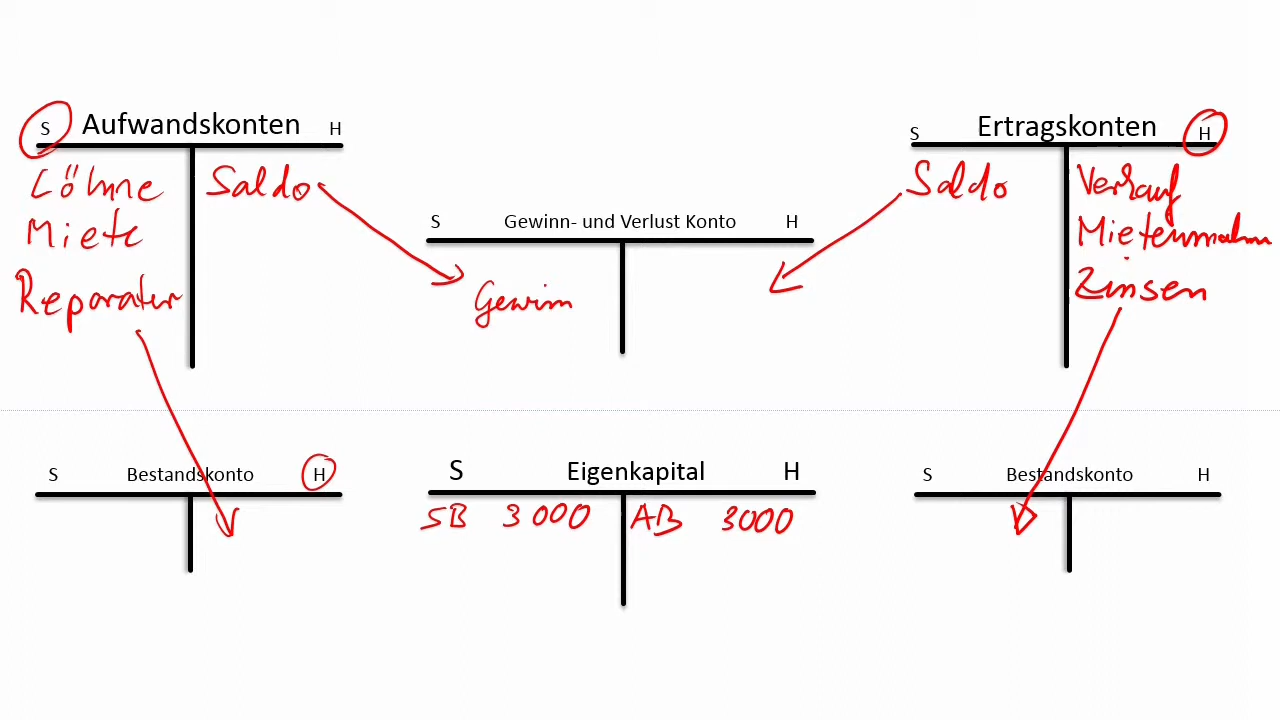 S Aufwandskonten H
Löhne Saldo
Miete
Reparatur
S Gewinn- und Verlust Konto H
Gewinn
S Ertragskonten H
Saldo Verkauf
Mieteinnahm
Zinsen
S Bestandskonto H
S Eigenkapital H
SB 3000 AB 3000
S Bestandskonto H